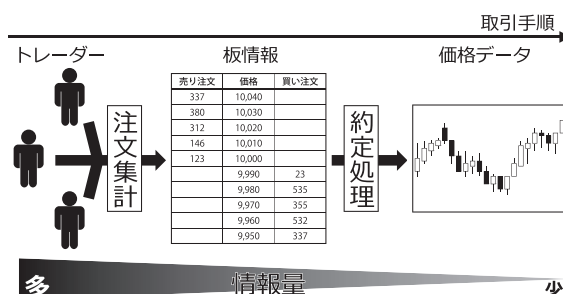 取引手順
トレーダー
板情報
価格データ
注文集計
売り注文 価格 買い注文
337 10,040
380 10,030
312 10,020
146 10,010
123 10,000
9,990 23
9,980 535
9,970 355
9,960 532
9,950 337
約定処理
多
情報量
少